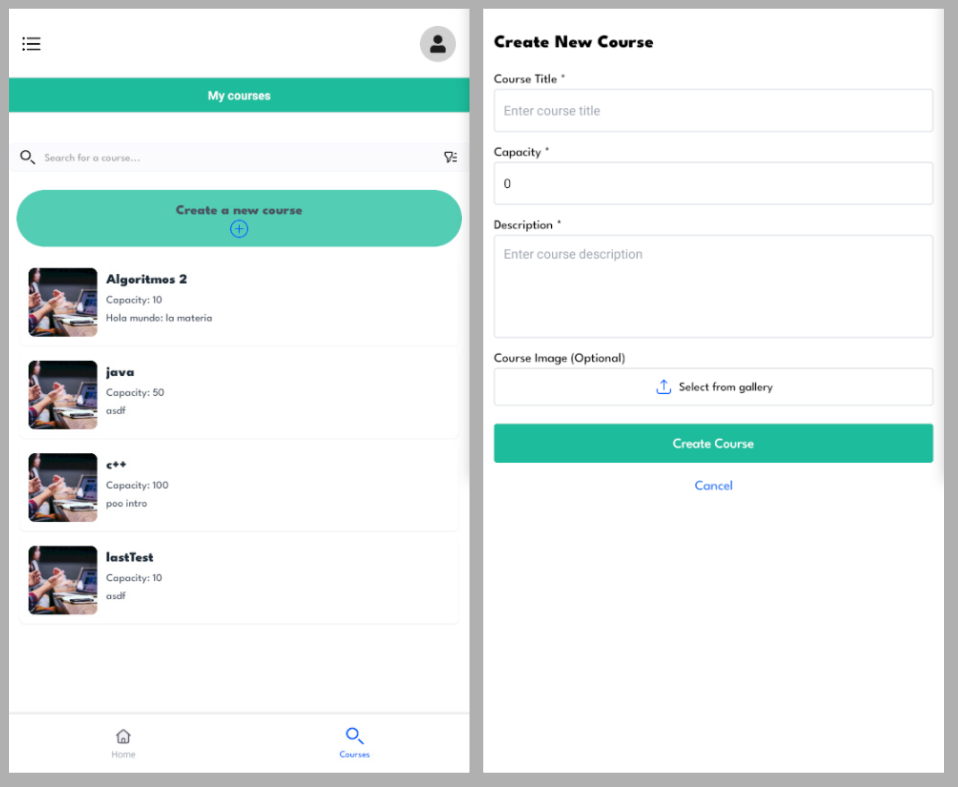 My courses
Search for a course...
Create a new course
Algoritmos 2
Capacity: 10
Hola mundo: la materia
java
Capacity: 50
asdf
c++
Capacity: 100
poo intro
lastTest
Capacity: 10
asdf
Home
Courses
Create New Course
Course Title *
Enter course title
Capacity *
0
Description *
Enter course description
Course Image (Optional)
Select from gallery
Create Course
Cancel